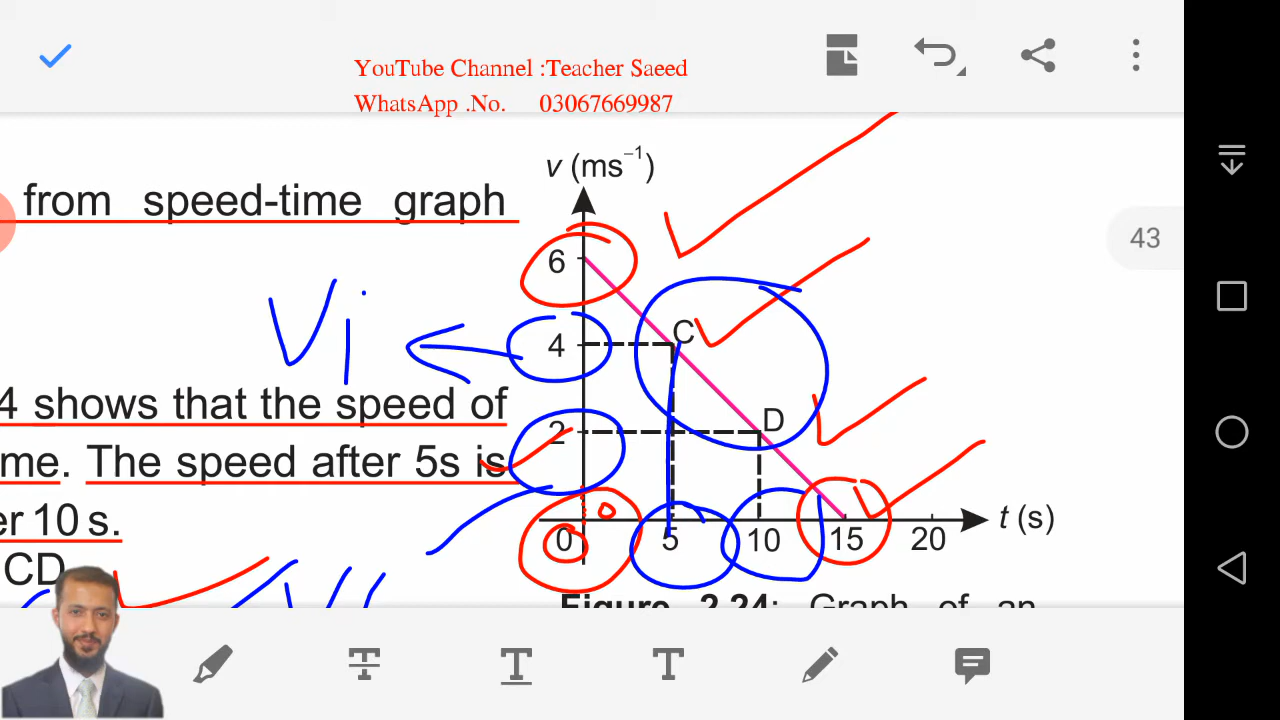 YouTube Channel :Teacher Saeed
WhatsApp .No. 03067669987
v (ms⁻¹)
from speed-time graph
43
6
Vi
4
C
4 shows that the speed of
2
D
me. The speed after 5s is
er 10 s.
0 5 10 15 20 t (s)
CD
Vf
Figure 2.24: Graph of an
T T T